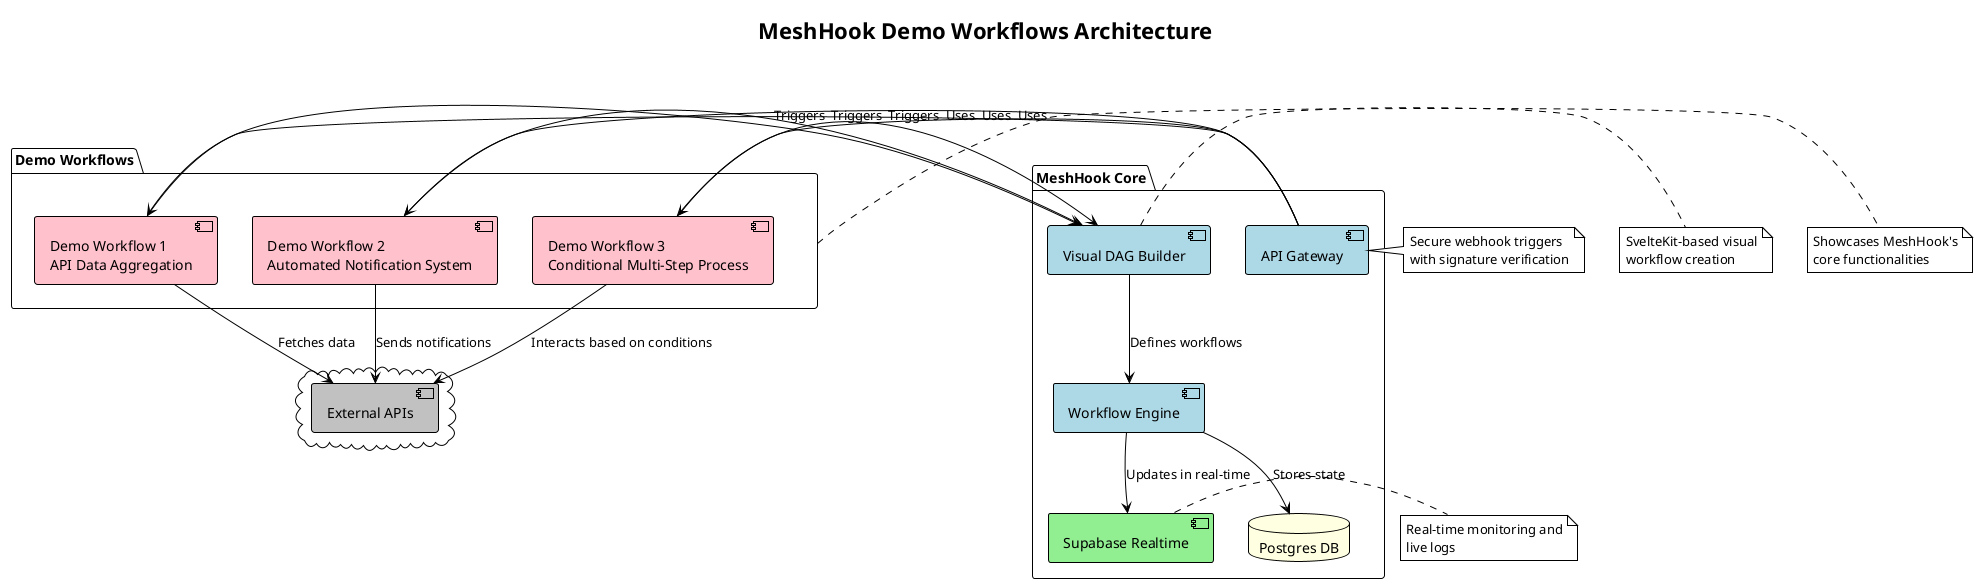 MeshHook Demo Workflows Architecture
Triggers Triggers Triggers Uses Uses Uses
Demo Workflows
MeshHook Core
Demo Workflow 1
API Data Aggregation
Demo Workflow 2
Automated Notification System
Demo Workflow 3
Conditional Multi-Step Process
Visual DAG Builder
API Gateway
Secure webhook triggers
with signature verification
SvelteKit-based visual
workflow creation
Showcases MeshHook's
core functionalities
Fetches data
Sends notifications
Interacts based on conditions
Defines workflows
External APIs
Workflow Engine
Updates in real-time
Stores state
Supabase Realtime
Postgres DB
Real-time monitoring and
live logs